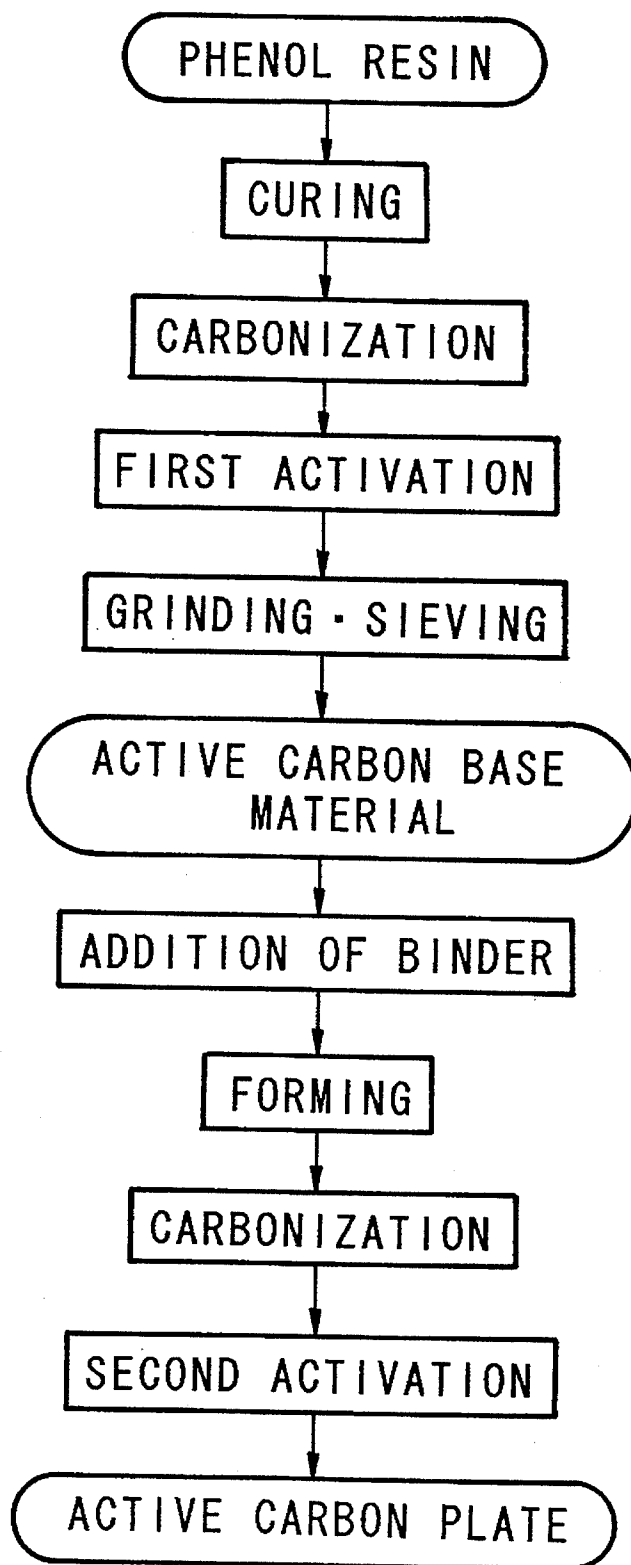 PHENOL RESIN
CURING
CARBONIZATION
FIRST ACTIVATION
GRINDING · SIEVING
ACTIVE CARBON BASE
MATERIAL
ADDITION OF BINDER
FORMING
CARBONIZATION
SECOND ACTIVATION
ACTIVE CARBON PLATE